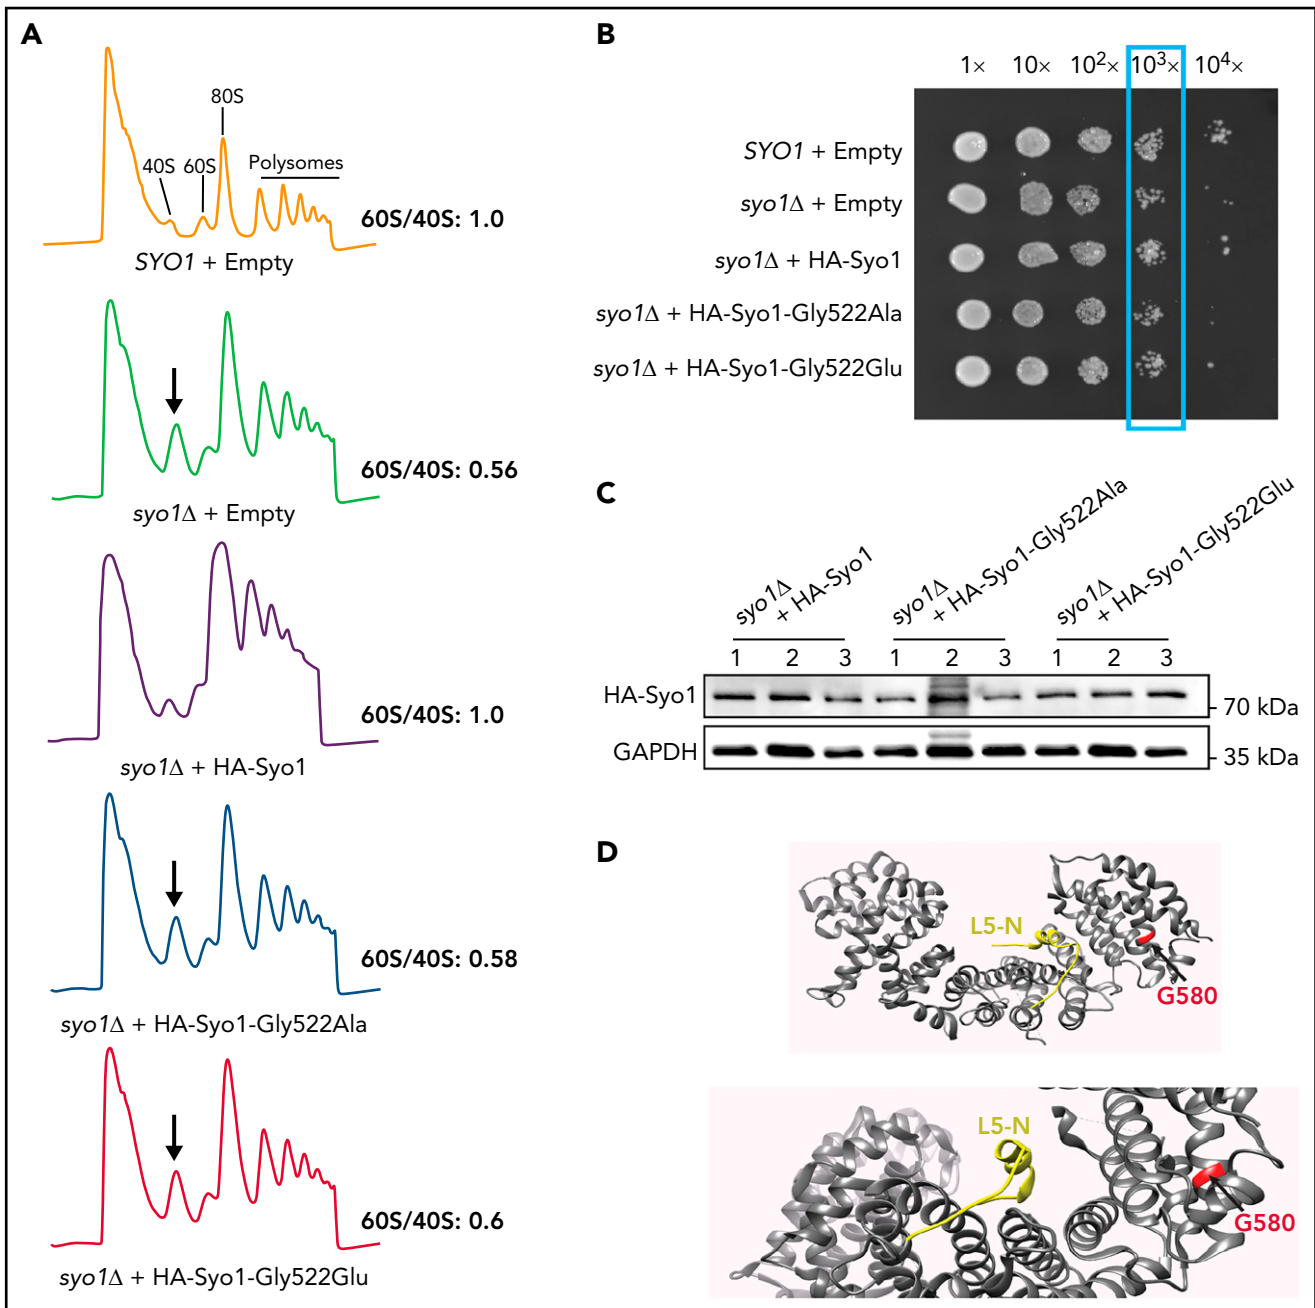 A
80S
40S
60S
Polysomes
60S/40S: 1.0
SYO1 + Empty
60S/40S: 0.56
syo1Δ + Empty
60S/40S: 1.0
syo1Δ + HA-Syo1
60S/40S: 0.58
syo1Δ + HA-Syo1-Gly522Ala
60S/40S: 0.6
syo1Δ + HA-Syo1-Gly522Glu
B
1× 10× 10²× 10³× 10⁴×
SYO1 + Empty
syo1Δ + Empty
syo1Δ + HA-Syo1
syo1Δ + HA-Syo1-Gly522Ala
syo1Δ + HA-Syo1-Gly522Glu
C
syo1Δ
+ HA-Syo1
syo1Δ
+ HA-Syo1-Gly522Ala
syo1Δ
+ HA-Syo1-Gly522Glu
1 2 3 1 2 3 1 2 3
HA-Syo1
70 kDa
GAPDH
35 kDa
D
L5-N
G580
L5-N
G580